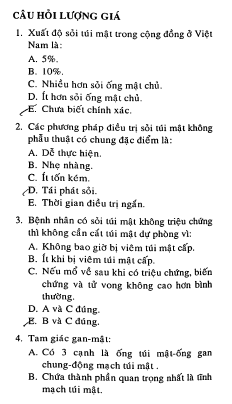 CÂU HỎI LƯỢNG GIÁ
1. Xuất độ sỏi túi mật trong cộng đồng ở Việt
Nam là:
A. 5%.
B. 10%.
C. Nhiều hơn sỏi ống mật chủ.
D. Ít hơn sỏi ống mật chủ.
E. Chưa biết chính xác.
2. Các phương pháp điều trị sỏi túi mật không
phẫu thuật có chung đặc điểm là:
A. Dễ thực hiện.
B. Nhẹ nhàng.
C. Ít tốn kém.
D. Tái phát sỏi.
E. Thời gian điều trị ngắn.
3. Bệnh nhân có sỏi túi mật không triệu chứng
thì không cần cắt túi mật dự phòng vì:
A. Không bao giờ bị viêm túi mật cấp.
B. Ít khi bị viêm túi mật cấp.
C. Nếu mổ về sau khi có triệu chứng, biến
chứng và tử vong không cao hơn bình
thường.
D. A và C đúng.
E. B và C đúng.
4. Tam giác gan-mật:
A. Có 3 cạnh là ống túi mật-ống gan
chung-động mạch túi mật .
B. Chứa thành phần quan trọng nhất là tĩnh
mạch túi mật.